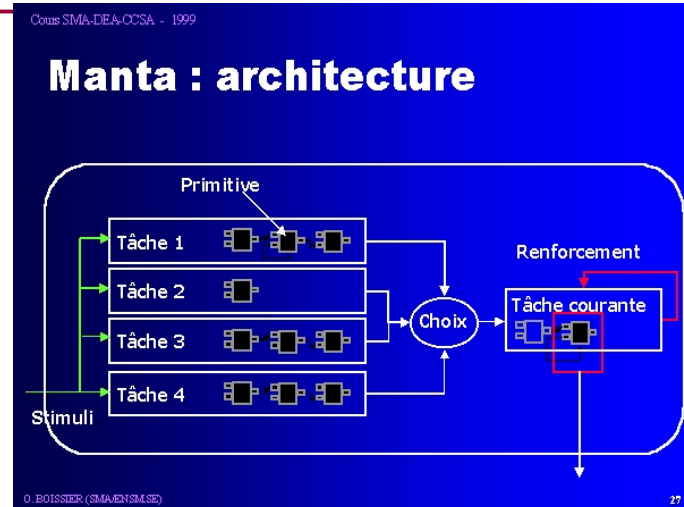 Cours SMA-DEA-CCSA - 1999
Manta : architecture
Primitive
Tâche 1
Tâche 2
Tâche 3
Tâche 4
Stimuli
Choix
Renforcement
Tâche courante
O. BOISSIER (SMA/ENSM.SE)
27